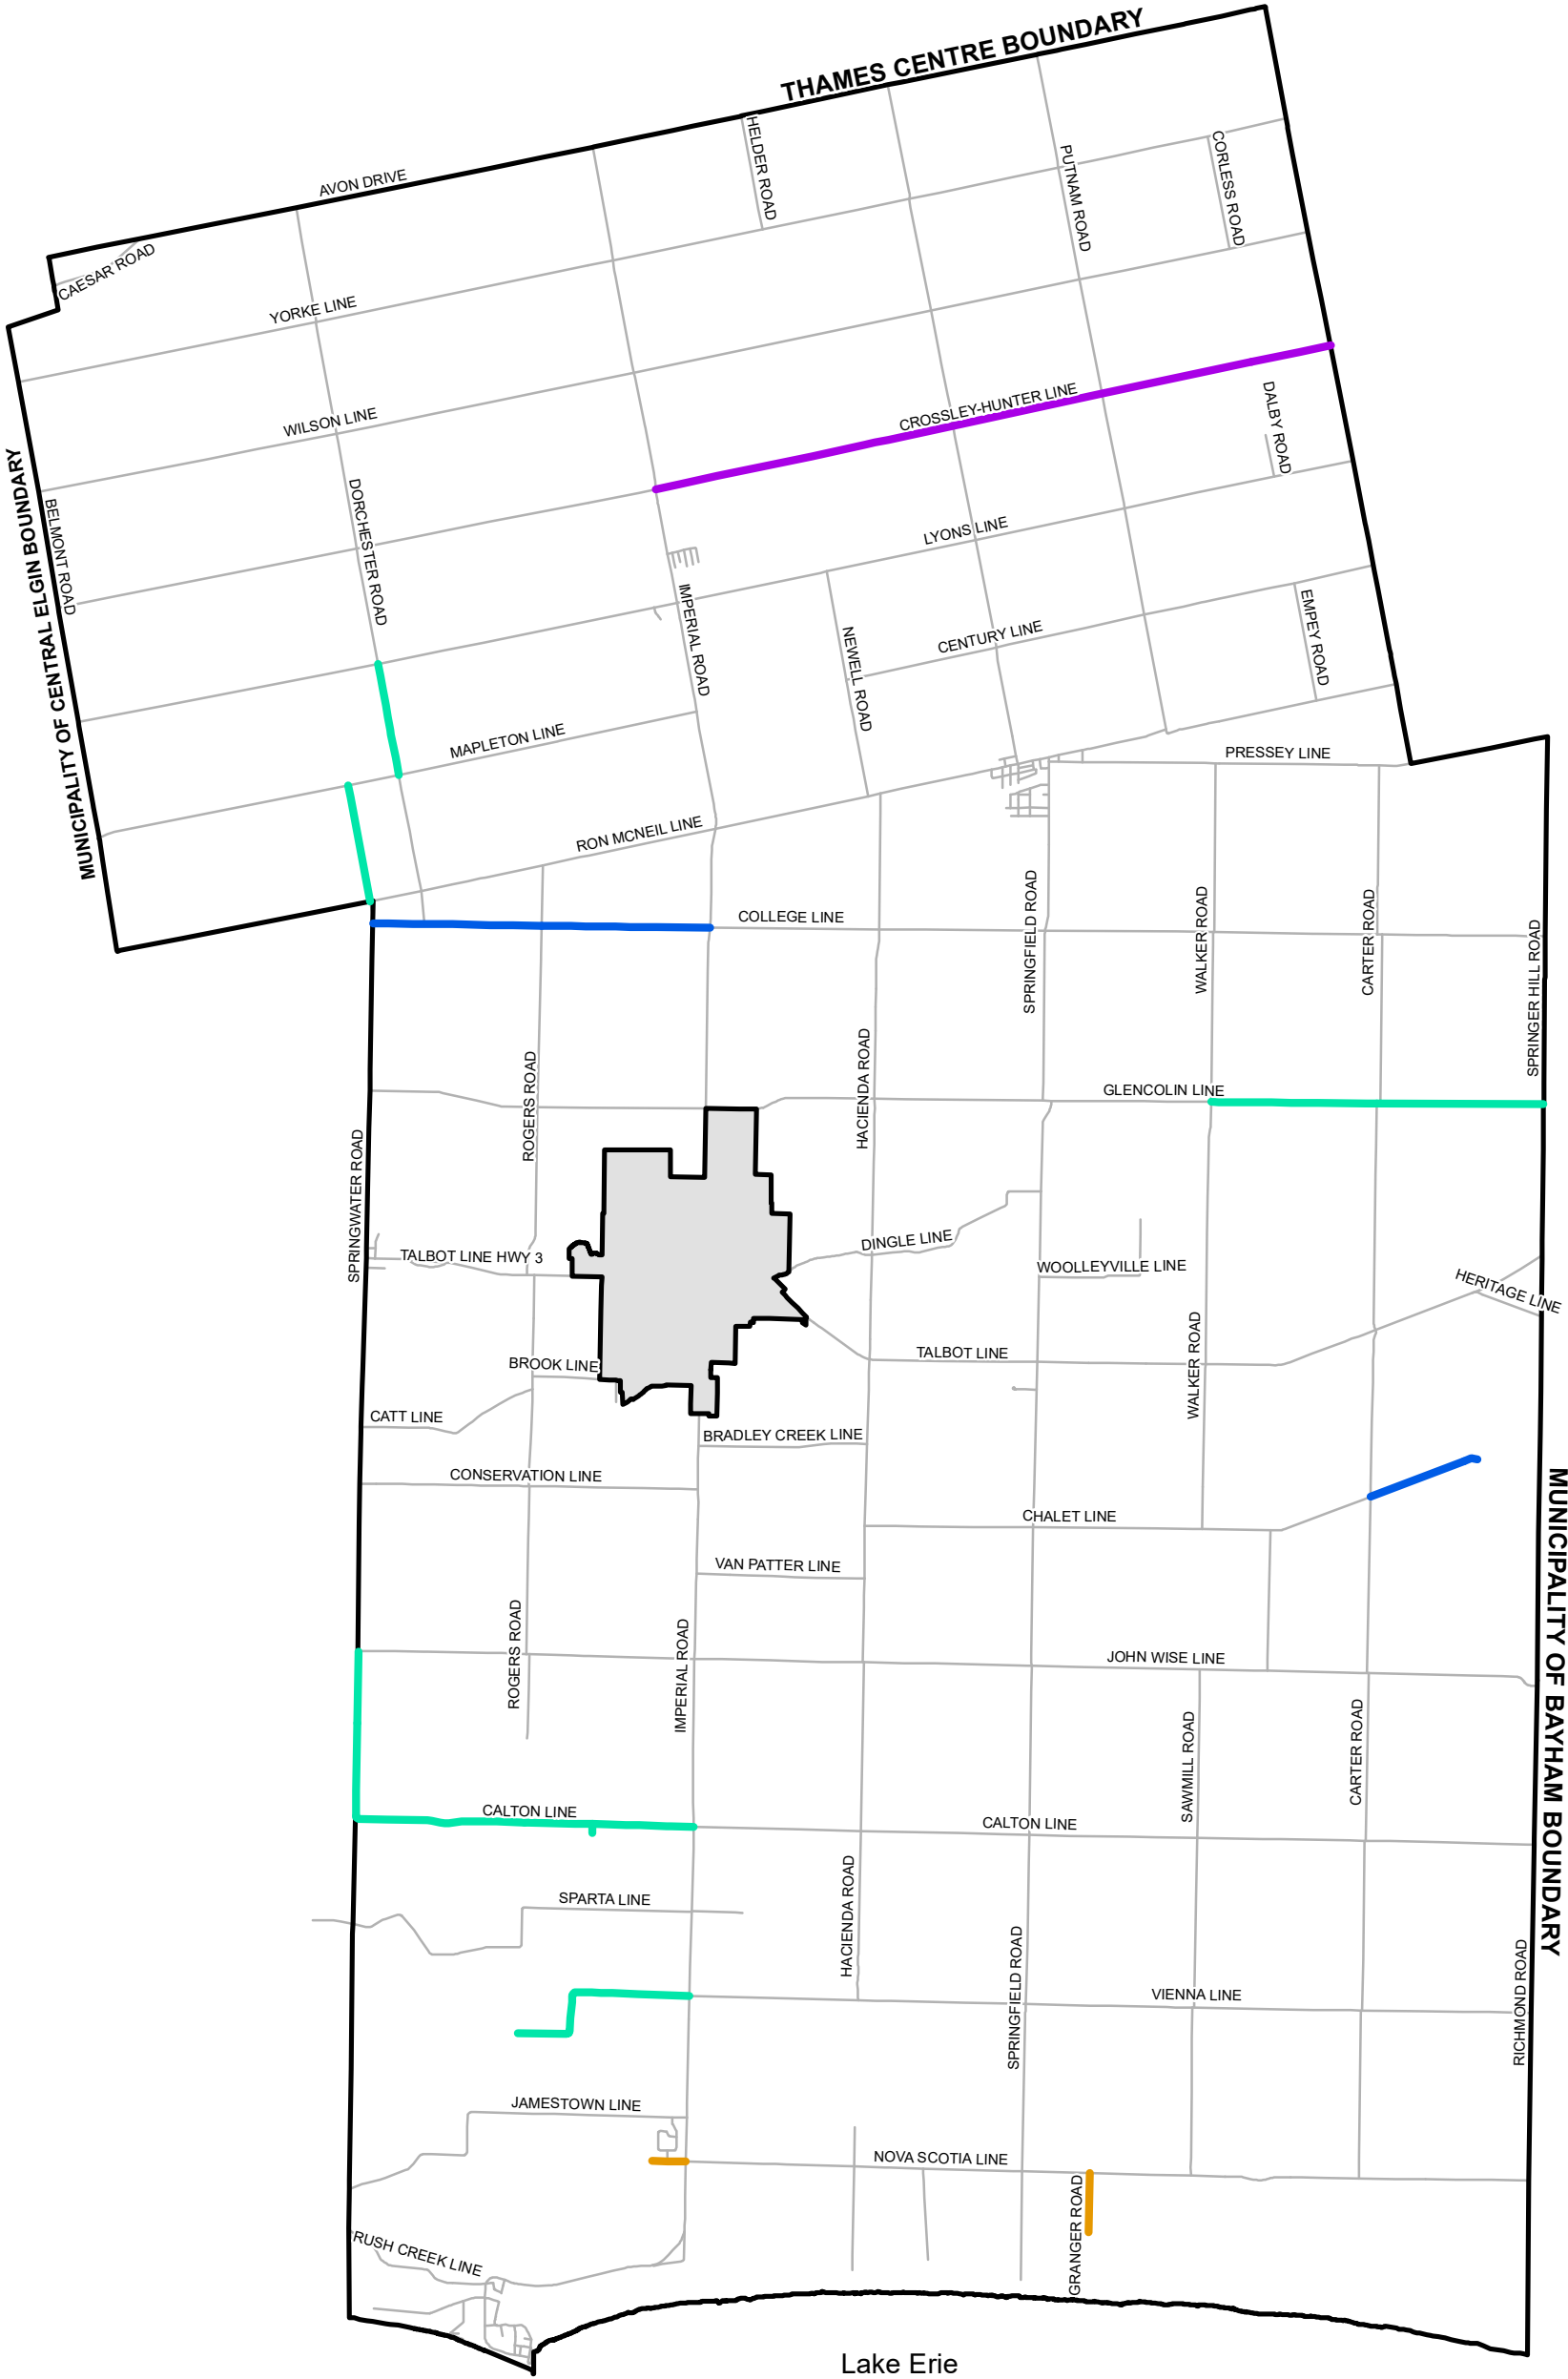 THAMES CENTRE BOUNDARY
AVON DRIVE
HELDER ROAD
PUTNAM ROAD
CORLESS ROAD
CAESAR ROAD
YORKE LINE
WILSON LINE
CROSSLEY-HUNTER LINE
DALBY ROAD
MUNICIPALITY OF CENTRAL ELGIN BOUNDARY
BELMONT ROAD
DORCHESTER ROAD
LYONS LINE
IMPERIAL ROAD
NEWELL ROAD
CENTURY LINE
EMPEY ROAD
MAPLETON LINE
PRESSEY LINE
RON MCNEIL LINE
COLLEGE LINE
SPRINGFIELD ROAD
WALKER ROAD
CARTER ROAD
SPRINGER HILL ROAD
ROGERS ROAD
HACIENDA ROAD
GLENCOLIN LINE
SPRINGWATER ROAD
TALBOT LINE HWY 3
DINGLE LINE
WOOLLEYVILLE LINE
HERITAGE LINE
BROOK LINE
TALBOT LINE
WALKER ROAD
CATT LINE
BRADLEY CREEK LINE
CONSERVATION LINE
CHALET LINE
MUNICIPALITY OF BAYHAM BOUNDARY
VAN PATTER LINE
ROGERS ROAD
IMPERIAL ROAD
JOHN WISE LINE
SAWMILL ROAD
CARTER ROAD
CALTON LINE
CALTON LINE
SPARTA LINE
HACIENDA ROAD
SPRINGFIELD ROAD
VIENNA LINE
RICHMOND ROAD
JAMESTOWN LINE
NOVA SCOTIA LINE
GRANGER ROAD
RUSH CREEK LINE
Lake Erie